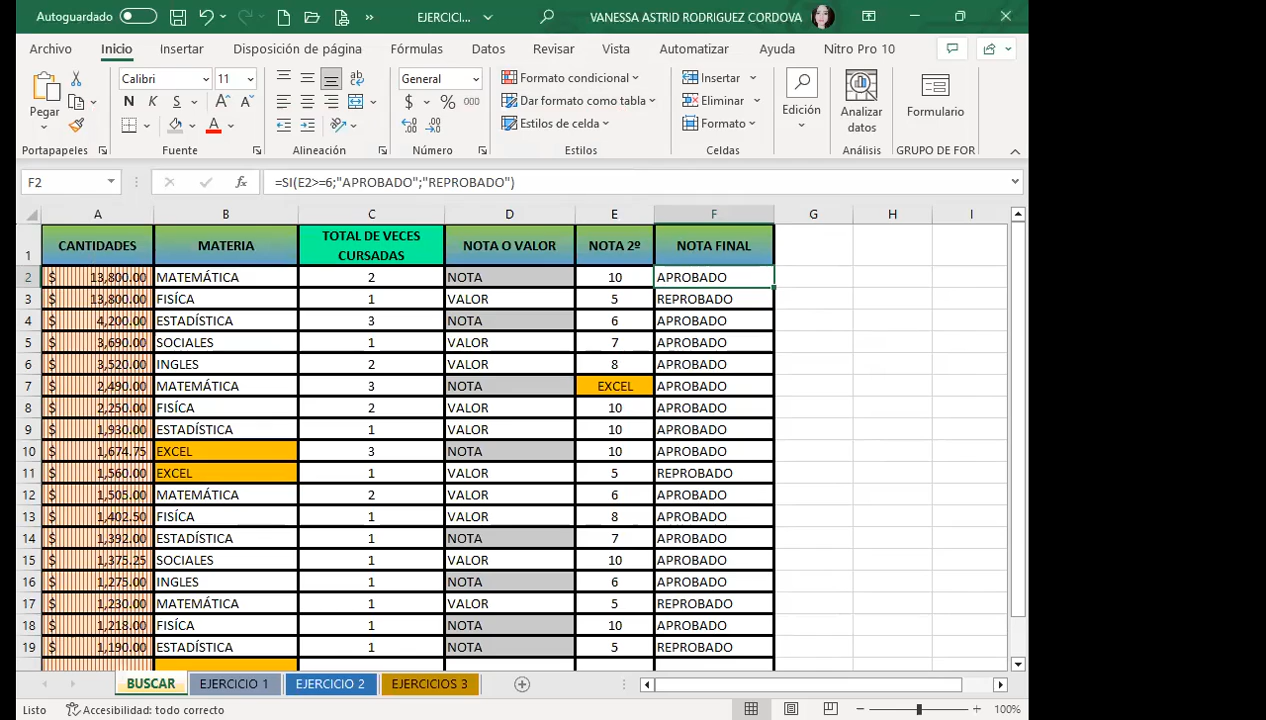 Autoguardado EJERCICI... VANESSA ASTRID RODRIGUEZ CORDOVA
Archivo Inicio Insertar Disposición de página Fórmulas Datos Revisar Vista Automatizar Ayuda Nitro Pro 10
Pegar Calibri 11 General Formato condicional Insertar Edición Analizar datos Formulario
N K S $ % 000 Dar formato como tabla Eliminar
A Estilos de celda Formato
Portapapeles Fuente Alineación Número Estilos Celdas Análisis GRUPO DE FOR
F2 fx =SI(E2>=6;"APROBADO";"REPROBADO")
A B C D E F G H I
1 CANTIDADES MATERIA TOTAL DE VECES CURSADAS NOTA O VALOR NOTA 2º NOTA FINAL
2 $ 13,800.00 MATEMÁTICA 2 NOTA 10 APROBADO
3 $ 13,800.00 FISÍCA 1 VALOR 5 REPROBADO
4 $ 4,200.00 ESTADÍSTICA 3 NOTA 6 APROBADO
5 $ 3,690.00 SOCIALES 1 VALOR 7 APROBADO
6 $ 3,520.00 INGLES 2 VALOR 8 APROBADO
7 $ 2,490.00 MATEMÁTICA 3 NOTA EXCEL APROBADO
8 $ 2,250.00 FISÍCA 2 VALOR 10 APROBADO
9 $ 1,930.00 ESTADÍSTICA 1 VALOR 10 APROBADO
10 $ 1,674.75 EXCEL 3 NOTA 10 APROBADO
11 $ 1,560.00 EXCEL 1 VALOR 5 REPROBADO
12 $ 1,505.00 MATEMÁTICA 2 VALOR 6 APROBADO
13 $ 1,402.50 FISÍCA 1 VALOR 8 APROBADO
14 $ 1,392.00 ESTADÍSTICA 1 NOTA 7 APROBADO
15 $ 1,375.25 SOCIALES 1 VALOR 10 APROBADO
16 $ 1,275.00 INGLES 1 NOTA 6 APROBADO
17 $ 1,230.00 MATEMÁTICA 1 VALOR 5 REPROBADO
18 $ 1,218.00 FISÍCA 1 NOTA 10 APROBADO
19 $ 1,190.00 ESTADÍSTICA 1 NOTA 5 REPROBADO
BUSCAR EJERCICIO 1 EJERCICIO 2 EJERCICIOS 3
Listo Accesibilidad: todo correcto 100%